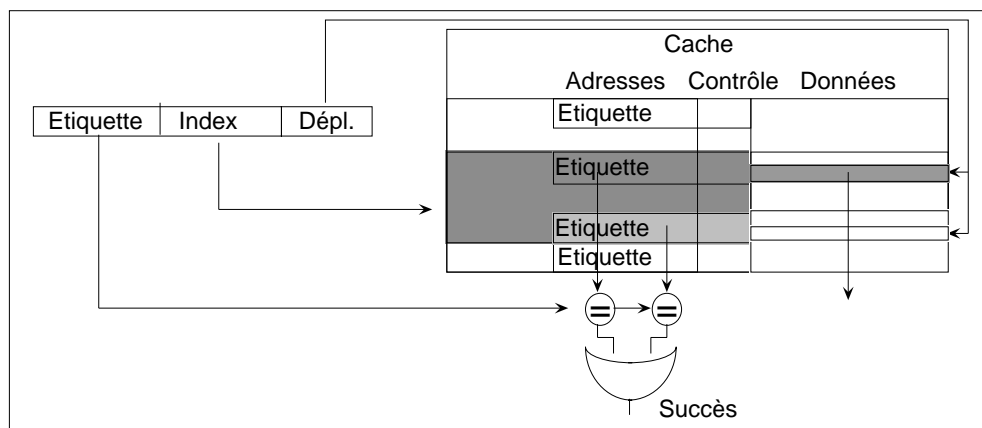 Cache
Adresses Contrôle Données
Etiquette Index Dépl.
Etiquette
Etiquette
Etiquette
Etiquette
= =
Succès